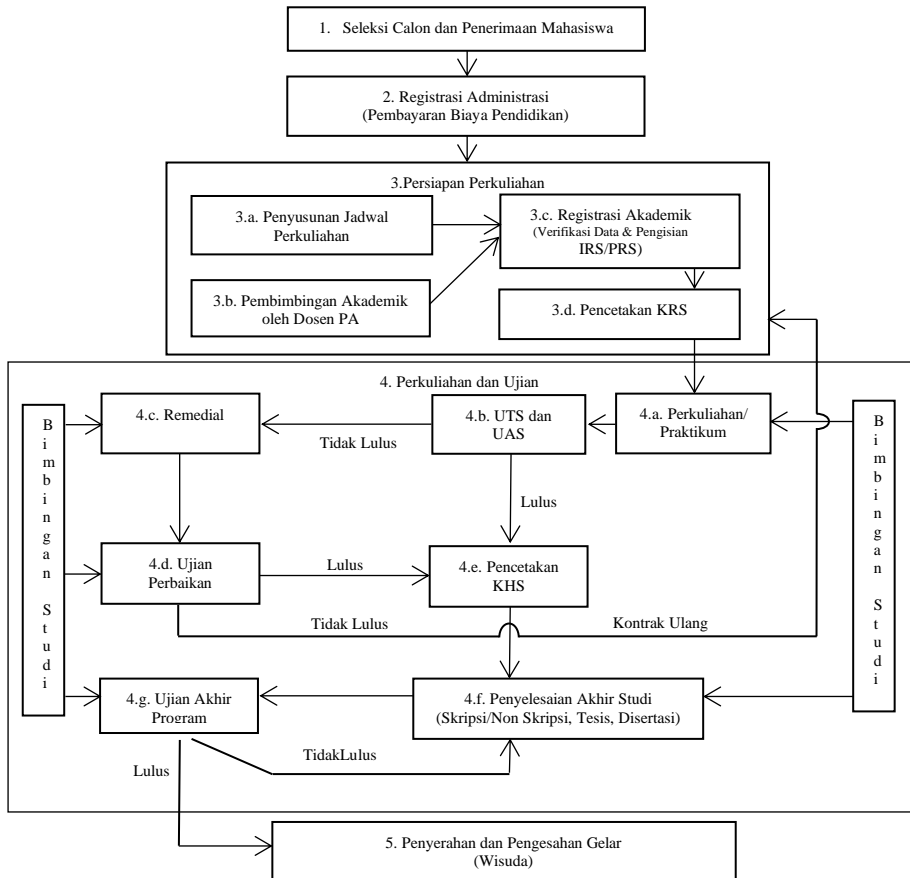 1. Seleksi Calon dan Penerimaan Mahasiswa
2. Registrasi Administrasi
(Pembayaran Biaya Pendidikan)
3.Persiapan Perkuliahan
3.a. Penyusunan Jadwal
Perkuliahan
3.c. Registrasi Akademik
(Verifikasi Data & Pengisian
IRS/PRS)
3.b. Pembimbingan Akademik
oleh Dosen PA
3.d. Pencetakan KRS
4. Perkuliahan dan Ujian
Bimbingan Studi
4.c. Remedial
Tidak Lulus
4.b. UTS dan
UAS
4.a. Perkuliahan/
Praktikum
Bimbingan Studi
Lulus
4.d. Ujian
Perbaikan
Lulus
4.e. Pencetakan
KHS
Tidak Lulus
Kontrak Ulang
4.g. Ujian Akhir
Program
4.f. Penyelesaian Akhir Studi
(Skripsi/Non Skripsi, Tesis, Disertasi)
TidakLulus
Lulus
5. Penyerahan dan Pengesahan Gelar
(Wisuda)